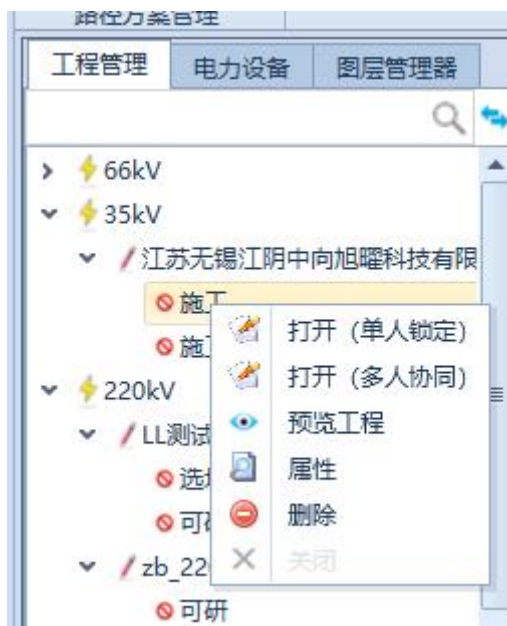 路径方案管理
工程管理 电力设备 图层管理器
66kV
35kV
江苏无锡江阴中向旭曜科技有限
施工
施
打开（单人锁定）
打开（多人协同）
220kV
预览工程
LL测试
属性
选
删除
可
zb_22
关闭
可研